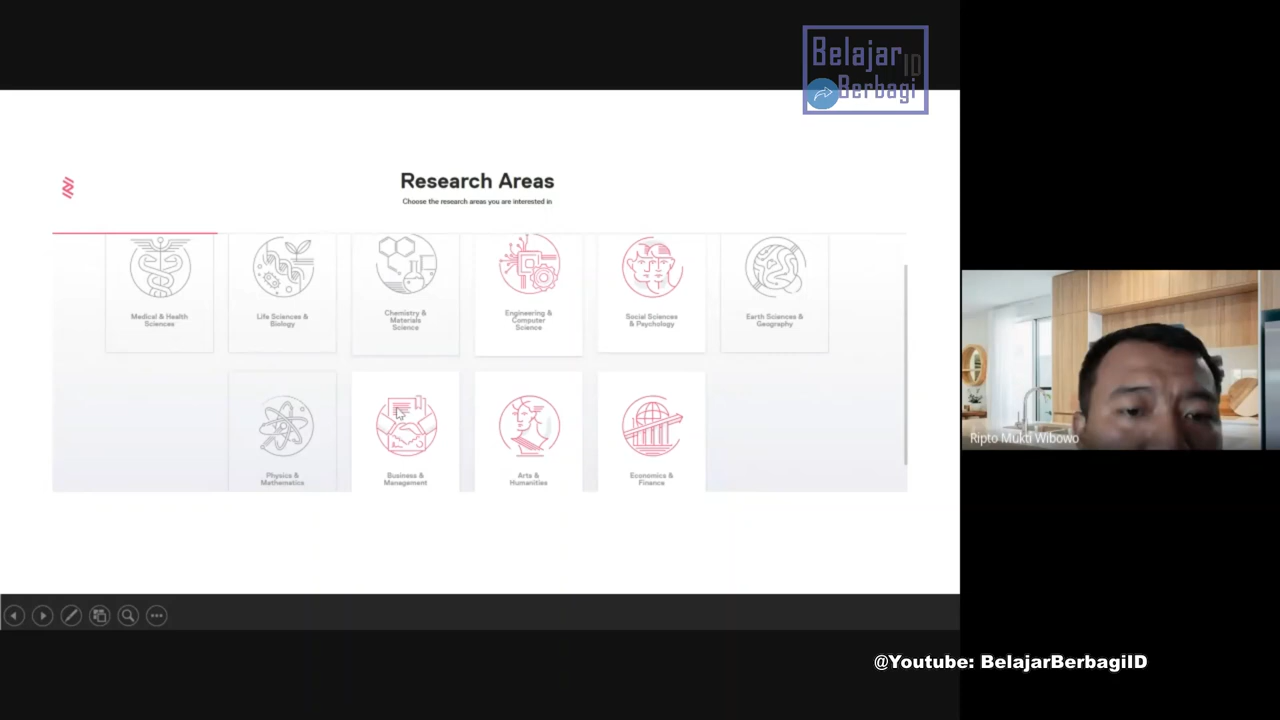 Belajar
ID
Berbagi
Research Areas
Choose the research areas you are interested in
Medical & Health
Sciences
Life Sciences &
Biology
Chemistry &
Materials
Science
Engineering &
Computer
Science
Social Sciences
& Psychology
Earth Sciences &
Geography
Physics &
Mathematics
Business &
Management
Arts &
Humanities
Economics &
Finance
Ripto Mukti Wibowo
@Youtube: BelajarBerbagiID